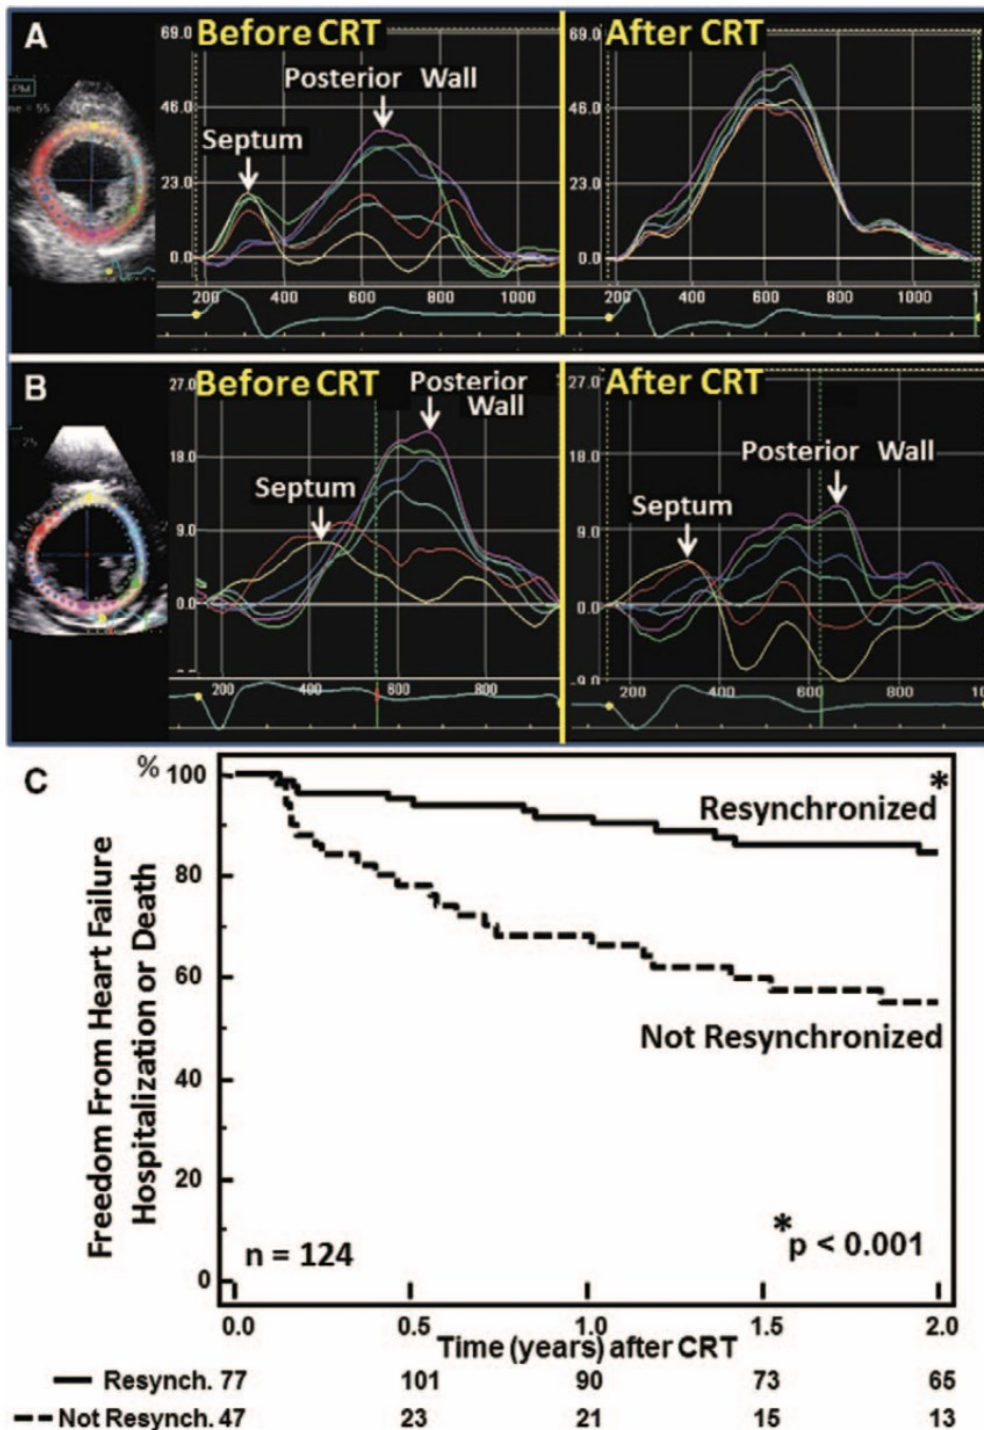 A
Before CRT
After CRT
PM
= 55
69.0
46.0
23.0
0.0
Septum
Posterior Wall
200 400 600 800 1000
69.0
46.0
23.0
0.0
200 400 600 800 1000
B
Before CRT
After CRT
25
27.0
18.0
9.0
0.0
Septum
Posterior
Wall
200 400 600 800
27.0
18.0
9.0
0.0
-9.0
Septum
Posterior Wall
200 400 600 800
C
%
100
80
60
40
20
0
Freedom From Heart Failure
Hospitalization or Death
Resynchronized*
Not Resynchronized
n = 124
*p < 0.001
0.0 0.5 1.0 1.5 2.0
Time (years) after CRT
Resynch. 77 101 90 73 65
Not Resynch. 47 23 21 15 13